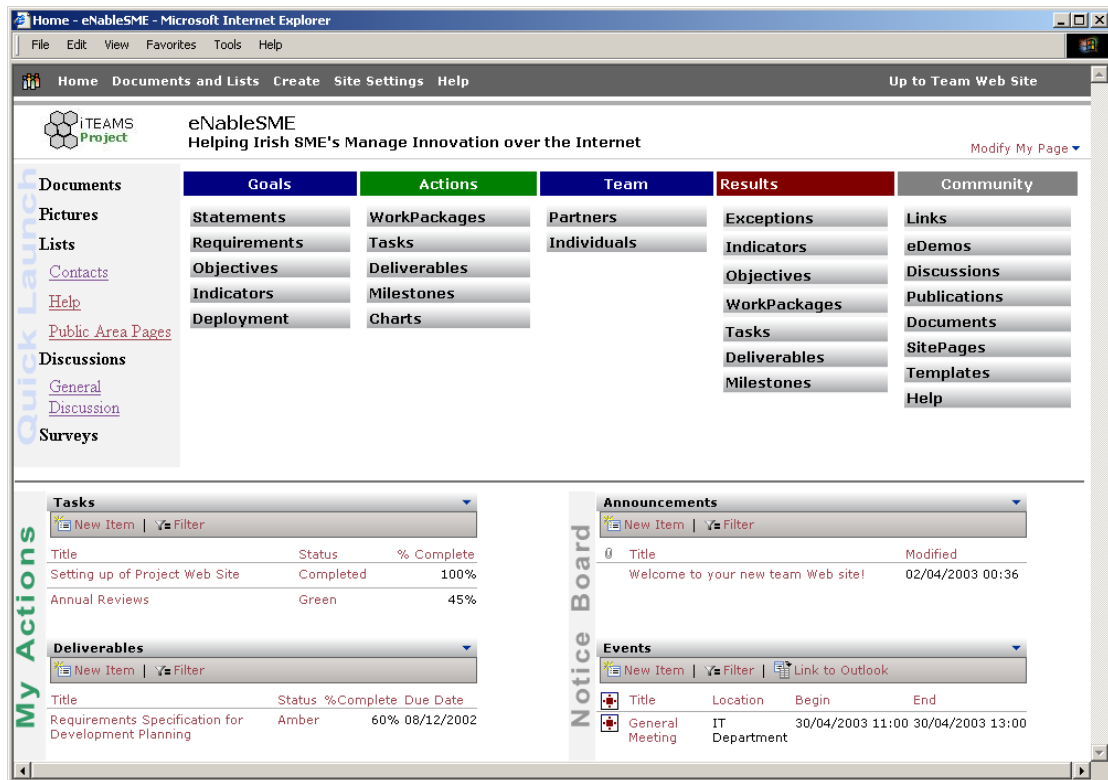 Home - eNableSME - Microsoft Internet Explorer
File Edit View Favorites Tools Help
Home Documents and Lists Create Site Settings Help Up to Team Web Site
iTEAMS
Project
eNableSME
Helping Irish SME's Manage Innovation over the Internet
Modify My Page
Quick Launch
Documents
Pictures
Lists
Contacts
Help
Public Area Pages
Discussions
General
Discussion
Surveys
Goals
Statements
Requirements
Objectives
Indicators
Deployment
Actions
WorkPackages
Tasks
Deliverables
Milestones
Charts
Team
Partners
Individuals
Results
Exceptions
Indicators
Objectives
WorkPackages
Tasks
Deliverables
Milestones
Community
Links
eDemos
Discussions
Publications
Documents
SitePages
Templates
Help
My Actions
Tasks
New Item | Filter
Title Status % Complete
Setting up of Project Web Site Completed 100%
Annual Reviews Green 45%
Deliverables
New Item | Filter
Title Status %Complete Due Date
Requirements Specification for Amber 60% 08/12/2002
Development Planning
Notice Board
Announcements
New Item | Filter
Title Modified
Welcome to your new team Web site! 02/04/2003 00:36
Events
New Item | Filter | Link to Outlook
Title Location Begin End
General IT 30/04/2003 11:00 30/04/2003 13:00
Meeting Department